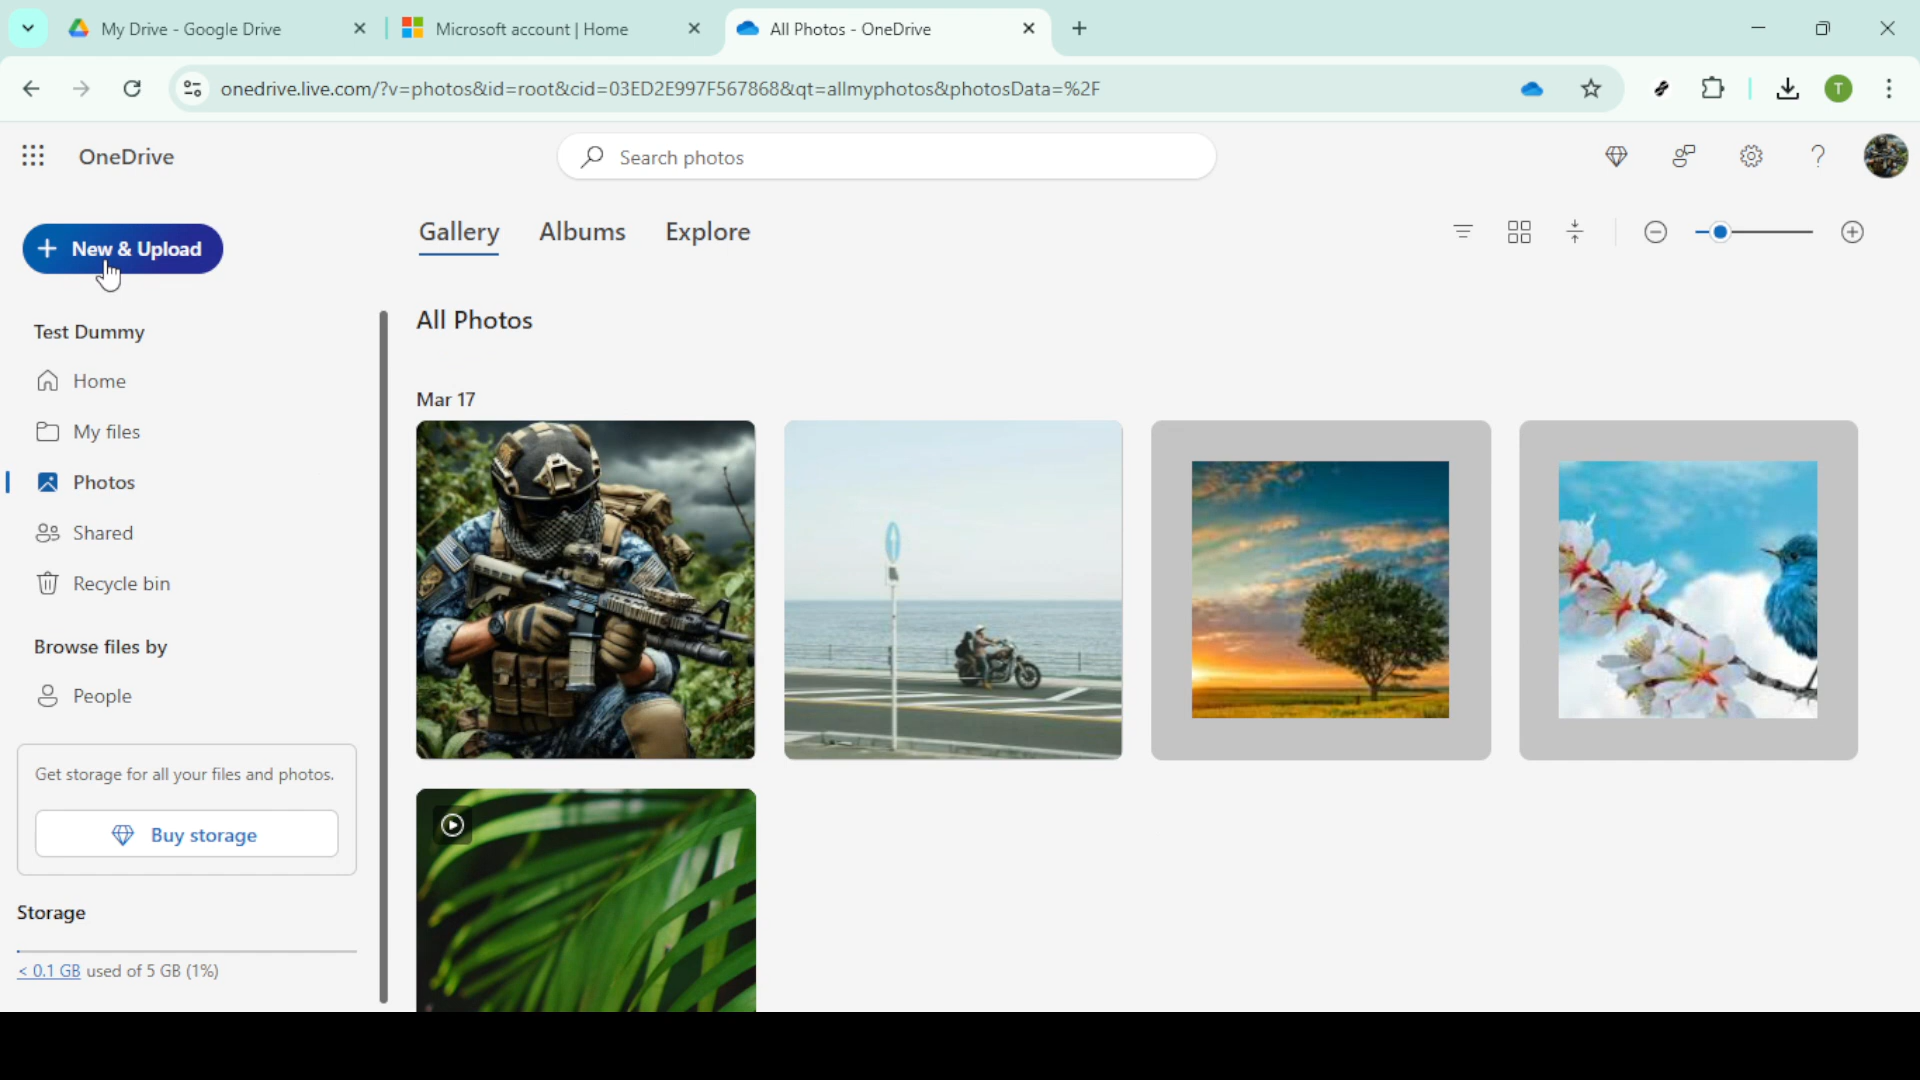 My Drive - Google Drive
Microsoft account | Home
All Photos - OneDrive
onedrive.live.com/?v=photos&id=root&cid=03ED2E997F567868&qt=allmyphotos&photosData=%2F
T
OneDrive
Search photos
New & Upload
Gallery Albums Explore
Test Dummy
Home
My files
Photos
Shared
Recycle bin
Browse files by
People
Get storage for all your files and photos.
Buy storage
Storage
< 0.1 GB used of 5 GB (1%)
All Photos
Mar 17